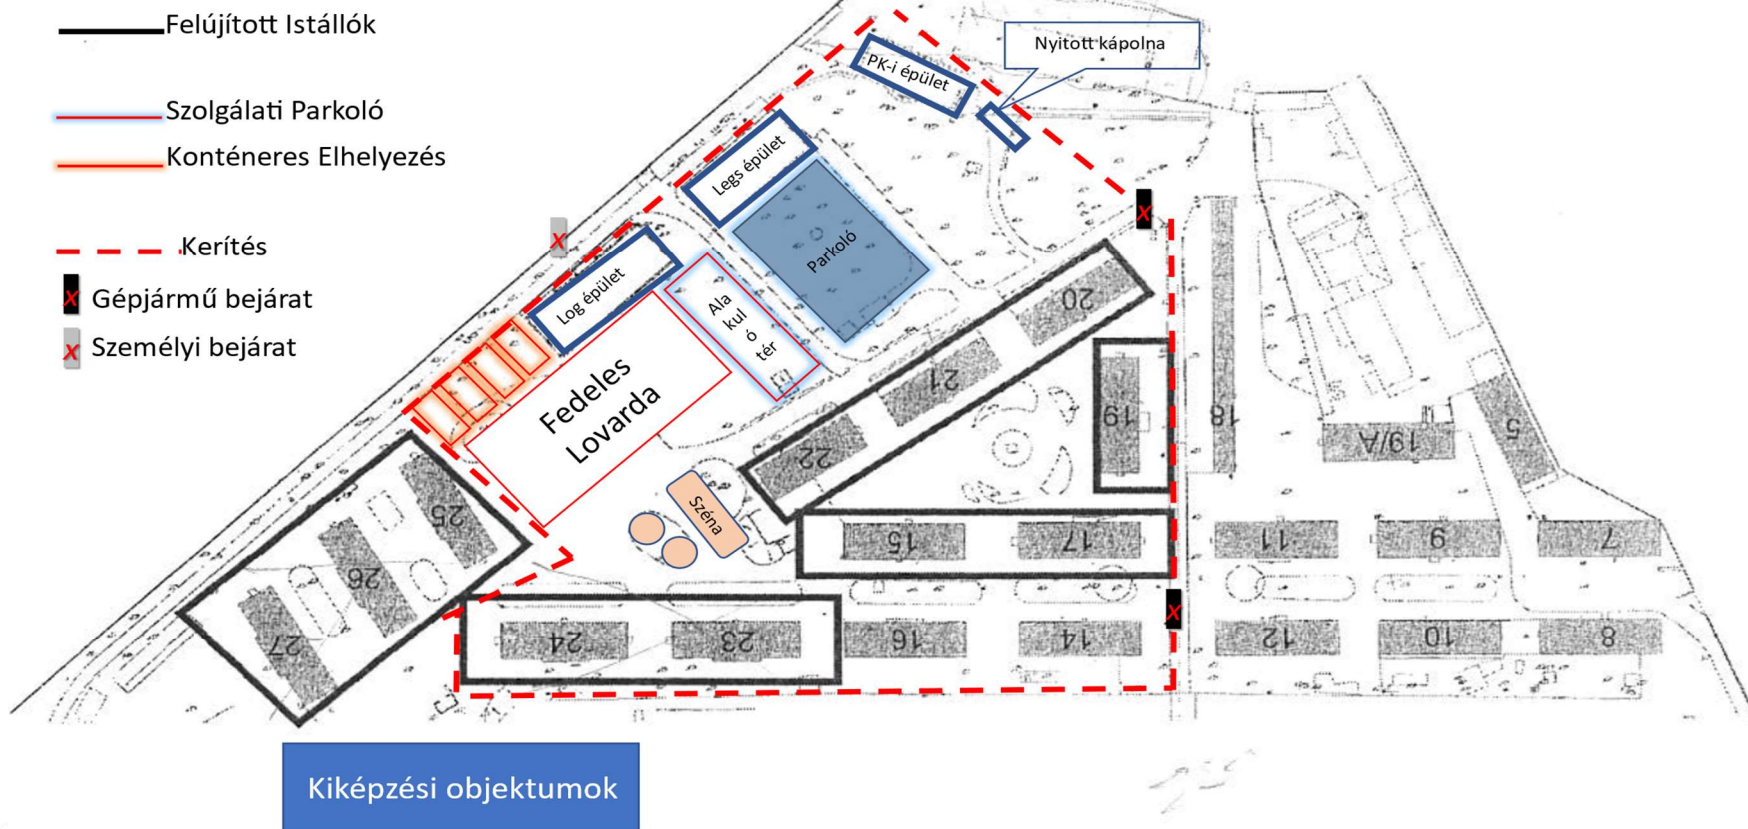 Felújított Istállók
Szolgálati Parkoló
Konténeres Elhelyezés
Kerítés
X Gépjármű bejárat
X Személyi bejárat
Nyitott kápolna
PK-i épület
Legs épület
X
X
Parkoló
Log épület
Ala
kul
ó
tér
Fedeles
Lovarda
Széna
20
21
22
19
18
19/A
5
25
26
27
15
17
11
9
7
X
24
23
16
14
12
10
8
Kiképzési objektumok